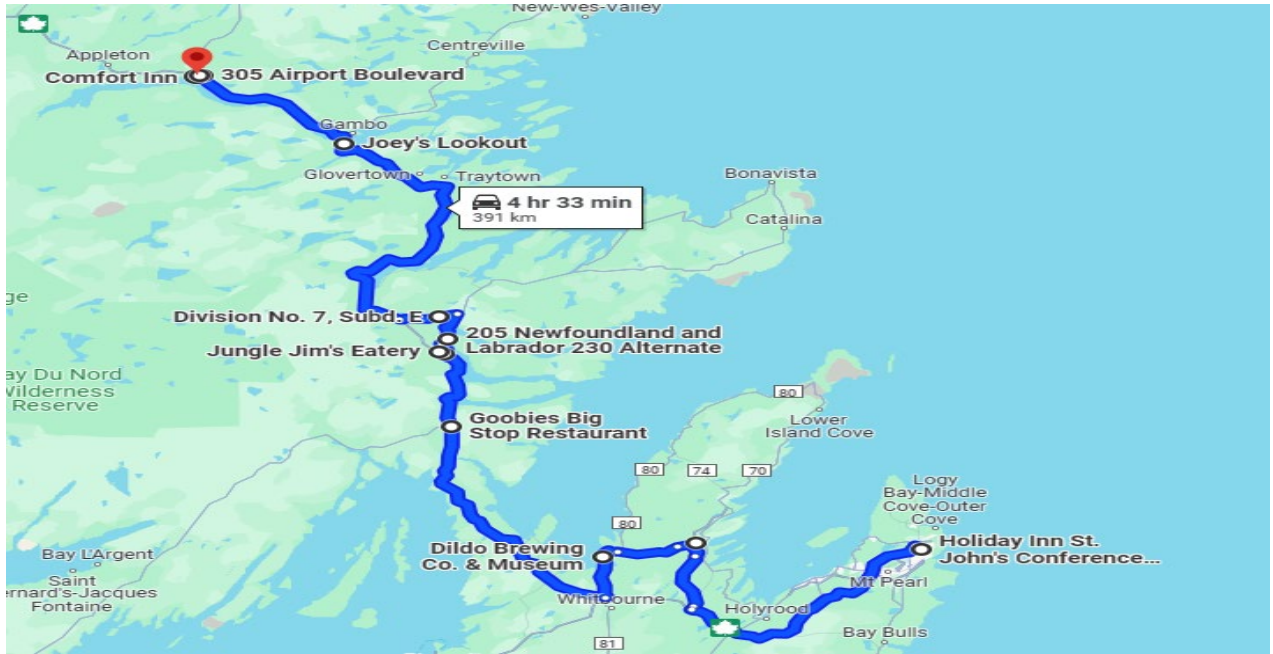 New-Wes-Valley
Centreville
Appleton
Comfort Inn
305 Airport Boulevard
Gambo
Joey's Lookout
Glovertown
Traytown
Bonavista
4 hr 33 min
391 km
Catalina
ge
Division No. 7, Subd. E
205 Newfoundland and
Labrador 230 Alternate
Jungle Jim's Eatery
ay Du Nord
Wilderness
Reserve
80
Goobies Big
Stop Restaurant
Lower
Island Cove
80
74
70
Logy
Bay-Middle
Cove-Outer
Cove
80
Bay L'Argent
Dildo Brewing
Co. & Museum
Holiday Inn St.
John's Conference...
Saint
ernard's-Jacques
Fontaine
Mt Pearl
Whitbourne
Holyrood
81
Bay Bulls